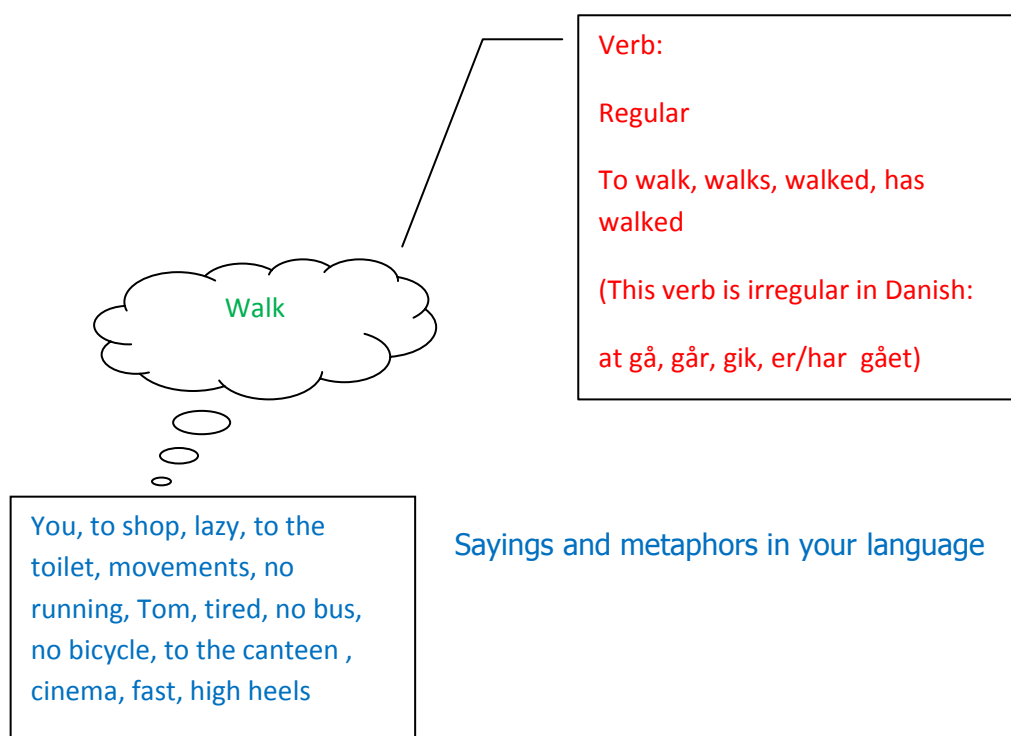 Verb:
Regular
To walk, walks, walked, has
walked
(This verb is irregular in Danish:
at gå, går, gik, er/har  gået)
Walk
You, to shop, lazy, to the
toilet, movements, no
running, Tom, tired, no bus,
no bicycle, to the canteen ,
cinema, fast, high heels
Sayings and metaphors in your language